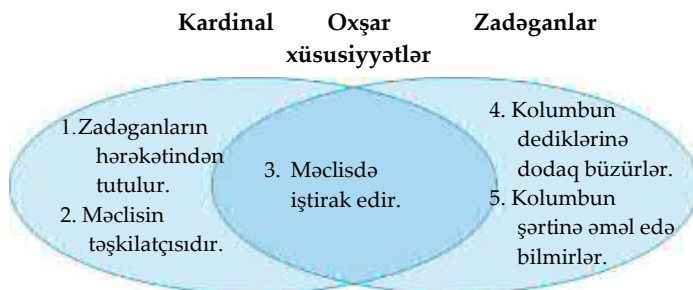 Kardinal
Oxşar
xüsusiyyətlər
Zadəganlar
1.Zadəganların
hərəkətindən
tutulur.
2. Məclisin
təşkilatçısıdır.
3. Məclisdə
iştirak edir.
4. Kolumbun
dediklərinə
dodaq büzürlər.
5. Kolumbun
şərtinə əməl edə
bilmirlər.